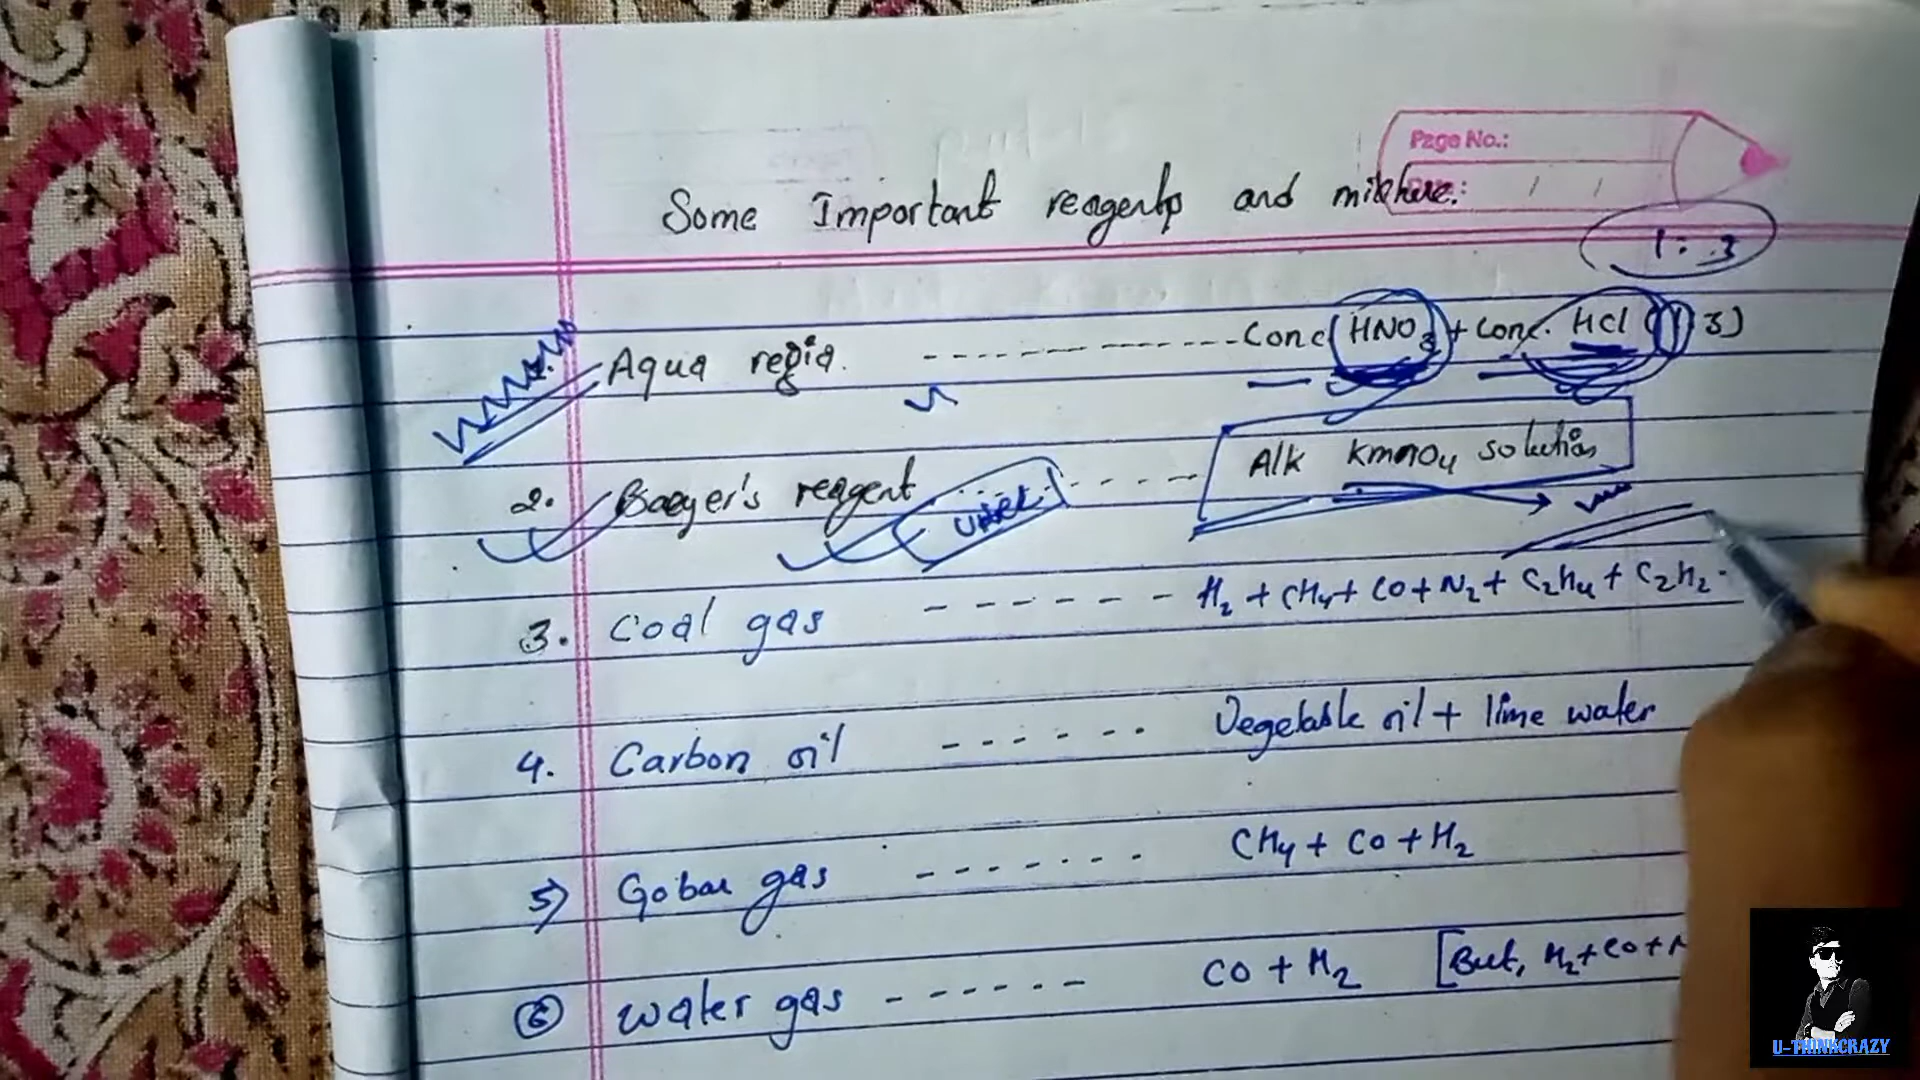 Page No.:
Some Important reagents and mixture.
1:3
1. Aqua regia. Conc(HNO3 + Conc. HCl (1:3)
2. Baeyer's reagent Alk KmnO4 solution
3. Coal gas H2 + CH4 + CO + N2 + C2H4 + C2H2.
4. Carbon oil Vegetable oil + lime water
5) Gobar gas CH4 + CO + H2
6 water gas CO + H2 [But, H2 + CO +
U-THINKCRAZY